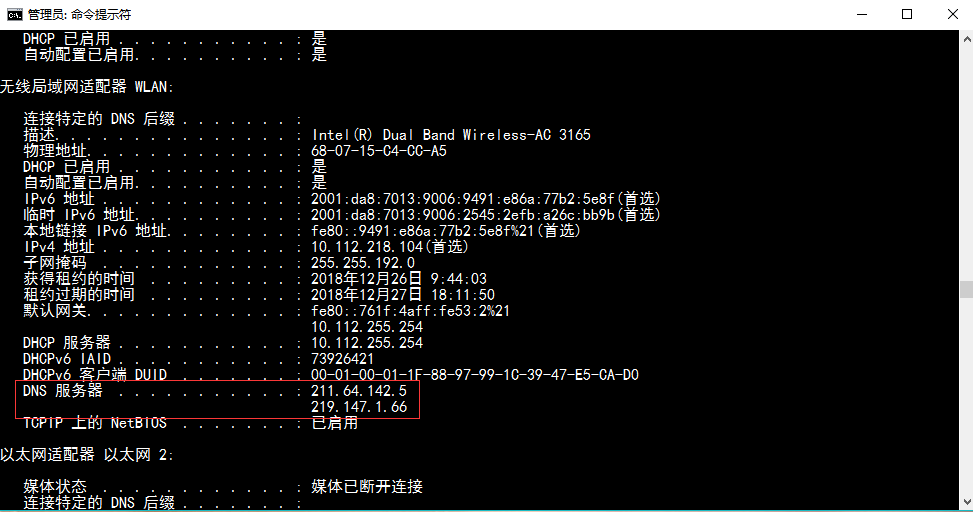 管理员: 命令提示符
DHCP 已启用 . . . . . . . . . . . : 是
自动配置已启用. . . . . . . . . . : 是
无线局域网适配器 WLAN:
连接特定的 DNS 后缀 . . . . . . . :
描述. . . . . . . . . . . . . . . : Intel(R) Dual Band Wireless-AC 3165
物理地址. . . . . . . . . . . . . : 68-07-15-C4-CC-A5
DHCP 已启用 . . . . . . . . . . . : 是
自动配置已启用. . . . . . . . . . : 是
IPv6 地址 . . . . . . . . . . . . : 2001:da8:7013:9006:9491:e86a:77b2:5e8f(首选)
临时 IPv6 地址. . . . . . . . . . : 2001:da8:7013:9006:2545:2efb:a26c:bb9b(首选)
本地链接 IPv6 地址. . . . . . . . : fe80::9491:e86a:77b2:5e8f%21(首选)
IPv4 地址 . . . . . . . . . . . . : 10.112.218.104(首选)
子网掩码 . . . . . . . . . . . . : 255.255.192.0
获得租约的时间 . . . . . . . . . : 2018年12月26日 9:44:03
租约过期的时间 . . . . . . . . . : 2018年12月27日 18:11:50
默认网关. . . . . . . . . . . . . : fe80::761f:4aff:fe53:2%21
10.112.255.254
DHCP 服务器 . . . . . . . . . . . : 10.112.255.254
DHCPv6 IAID . . . . . . . . . . . : 73926421
DHCPv6 客户端 DUID . . . . . . . : 00-01-00-01-1F-88-97-99-1C-39-47-E5-CA-D0
DNS 服务器 . . . . . . . . . . . : 211.64.142.5
219.147.1.66
TCPIP 上的 NetBIOS . . . . . . . : 已启用
以太网适配器 以太网 2:
媒体状态 . . . . . . . . . . . . : 媒体已断开连接
连接特定的 DNS 后缀 . . . . . . . :